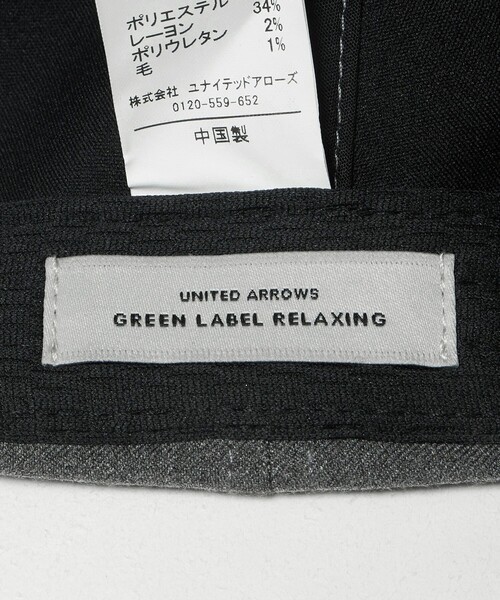 ポリエステル 34%
レーヨン 2%
ポリウレタン 1%
毛
株式会社 ユナイテッドアローズ
0120-559-652
中国製
UNITED ARROWS
GREEN LABEL RELAXING